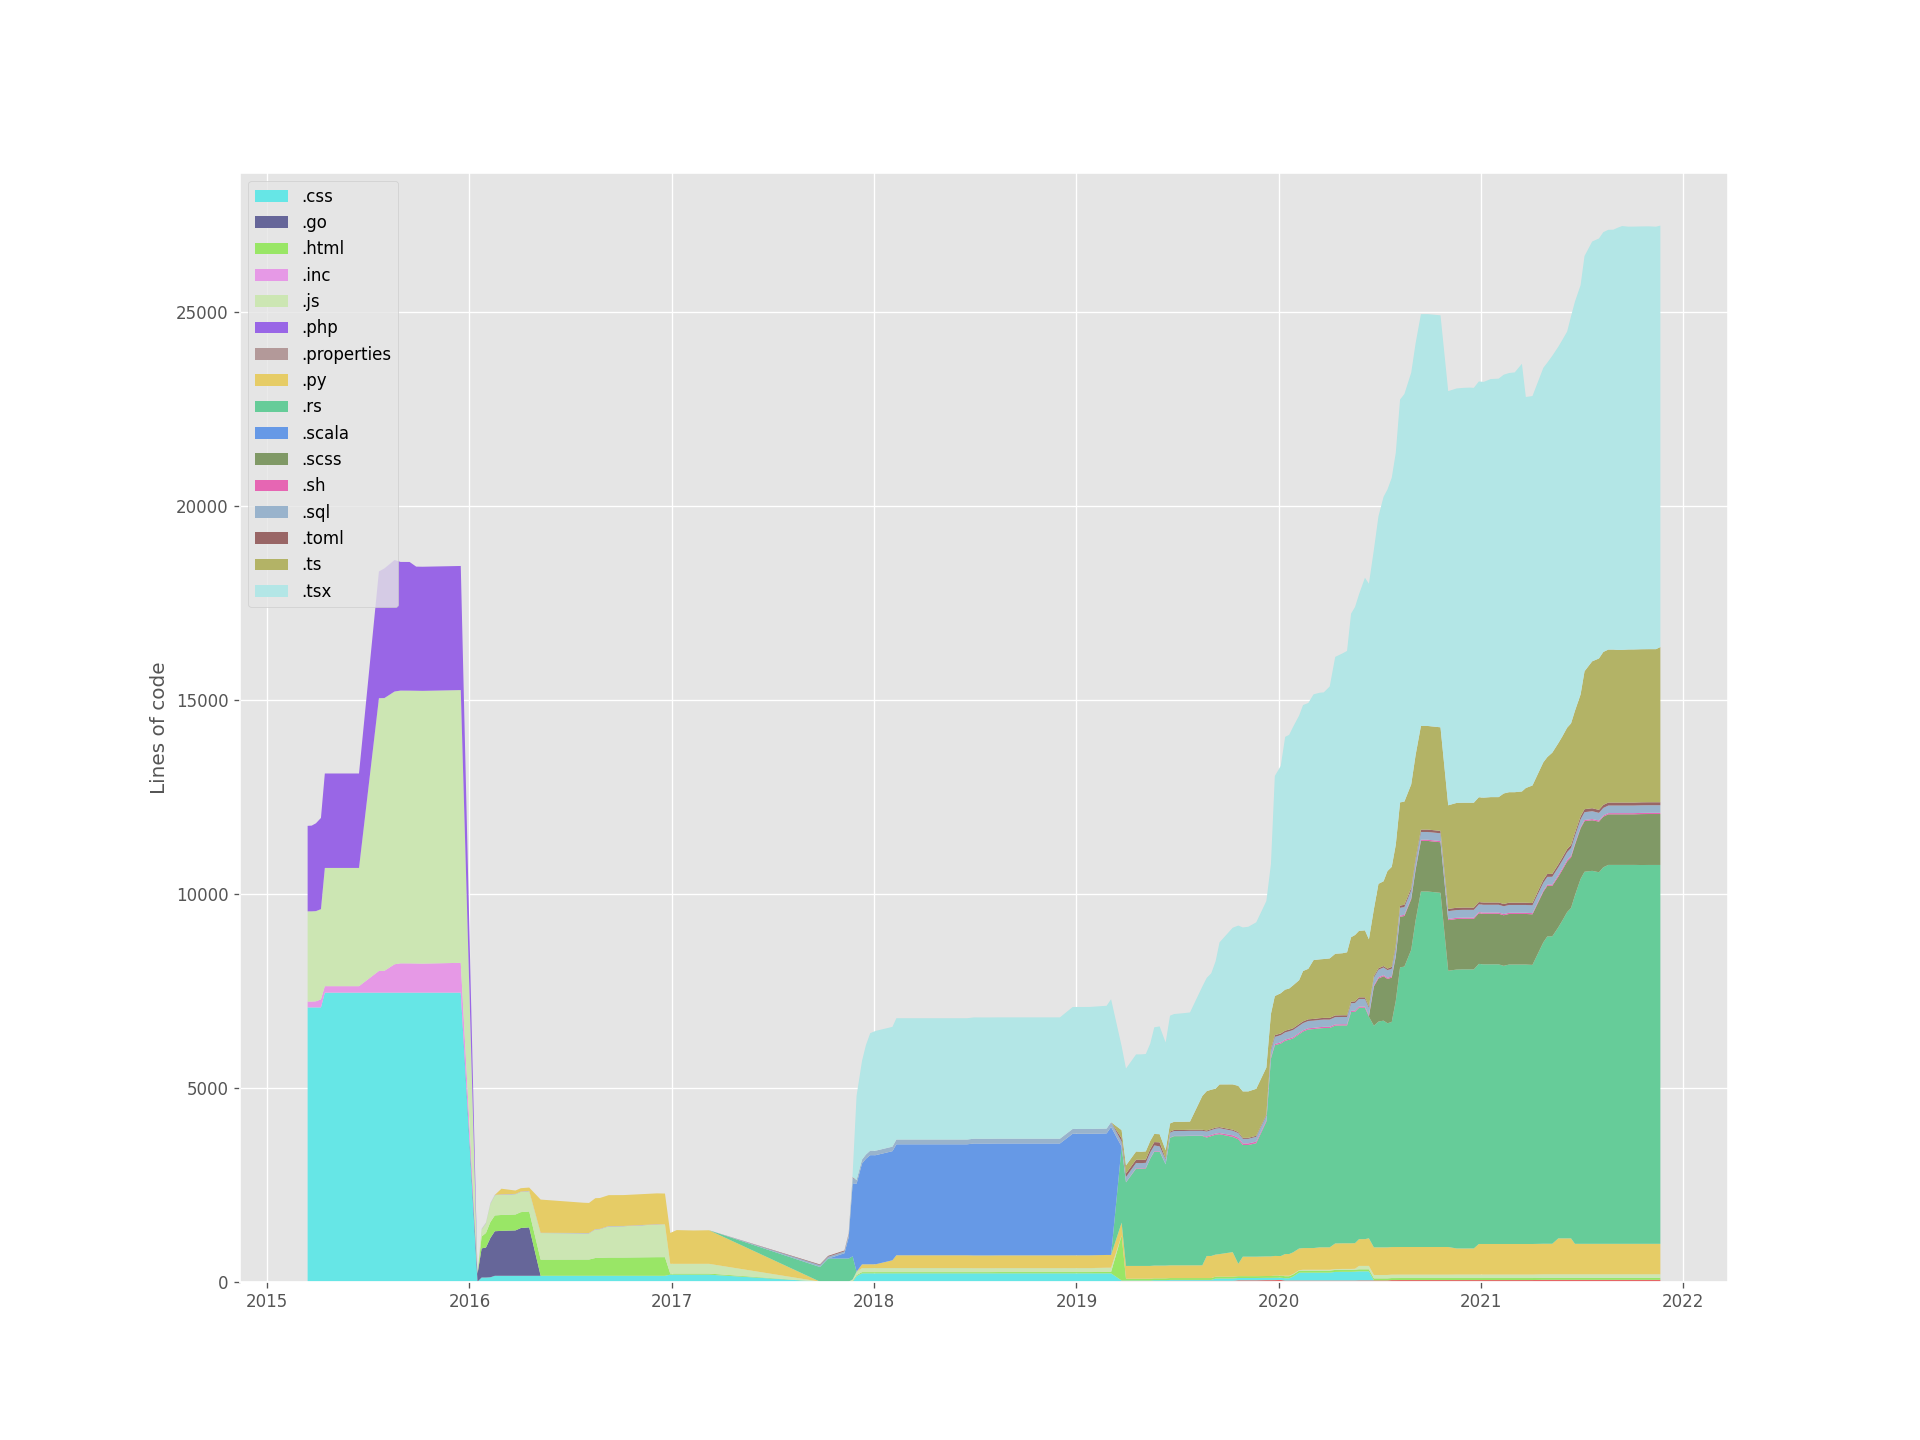 .css
.go
.html
.inc
.js
.php
.properties
.py
.rs
.scala
.scss
.sh
.sql
.toml
.ts
.tsx
Lines of code
25000
20000
15000
10000
5000
0
2015 2016 2017 2018 2019 2020 2021 2022